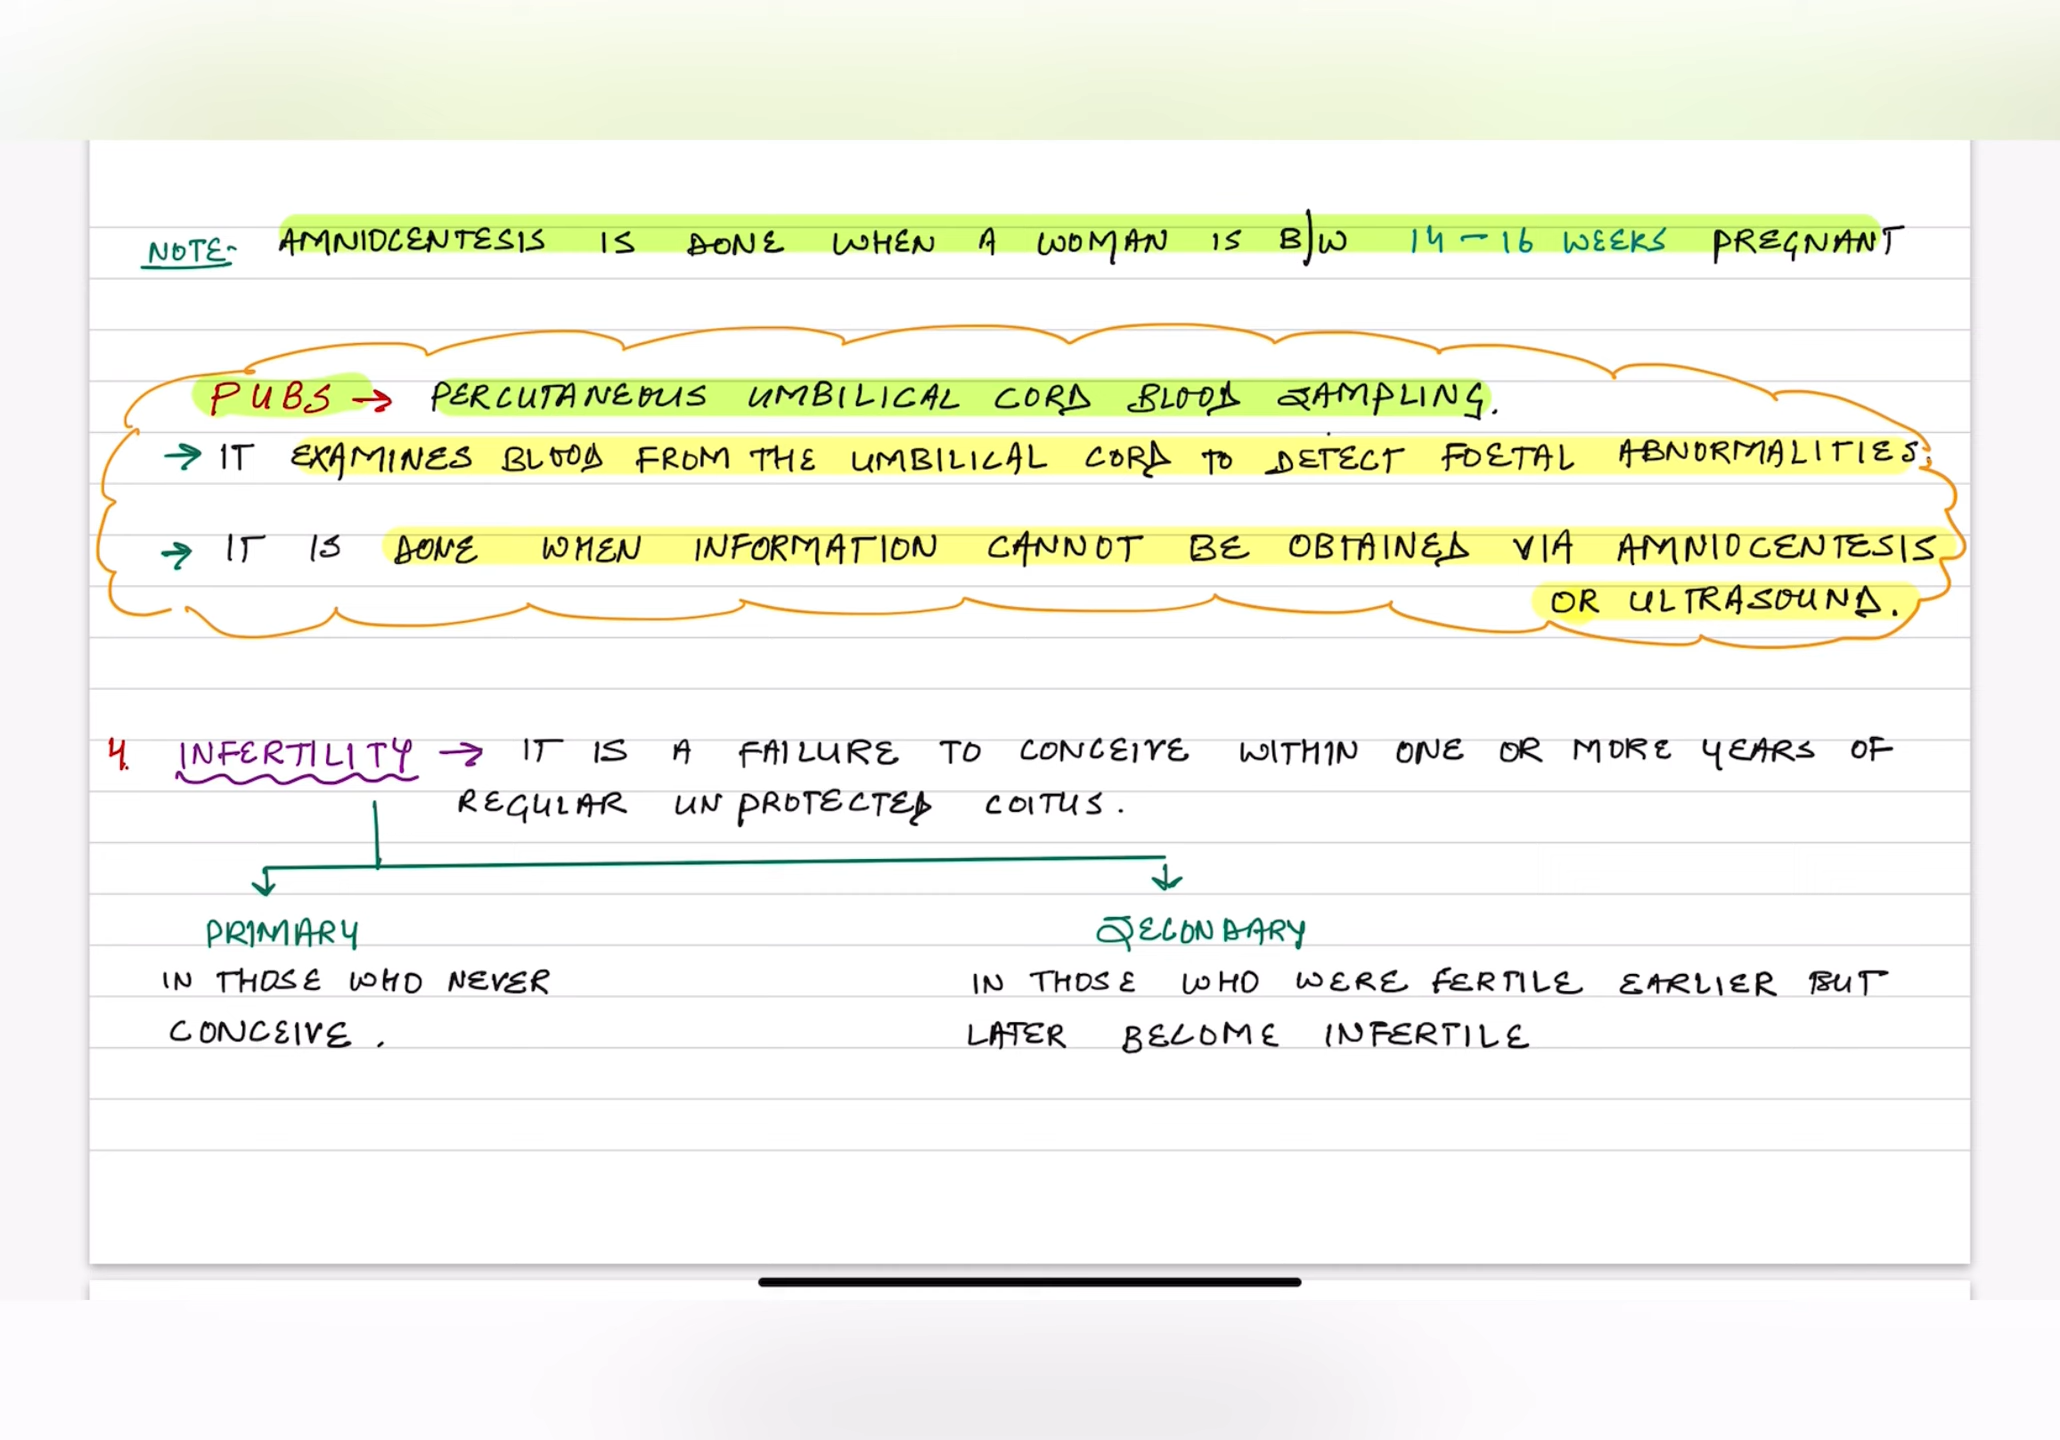 NOTE- AMNIOCENTESIS IS DONE WHEN A WOMAN IS B/W 14-16 WEEKS PREGNANT
PUBS → PERCUTANEOUS UMBILICAL CORD BLOOD SAMPLING.
→ IT EXAMINES BLOOD FROM THE UMBILICAL CORD TO DETECT FOETAL ABNORMALITIES.
→ IT IS DONE WHEN INFORMATION CANNOT BE OBTAINED VIA AMNIOCENTESIS
OR ULTRASOUND.
4. INFERTILITY → IT IS A FAILURE TO CONCEIVE WITHIN ONE OR MORE YEARS OF
REGULAR UNPROTECTED COITUS.
PRIMARY
IN THOSE WHO NEVER
CONCEIVE.
SECONDARY
IN THOSE WHO WERE FERTILE EARLIER BUT
LATER BECOME INFERTILE